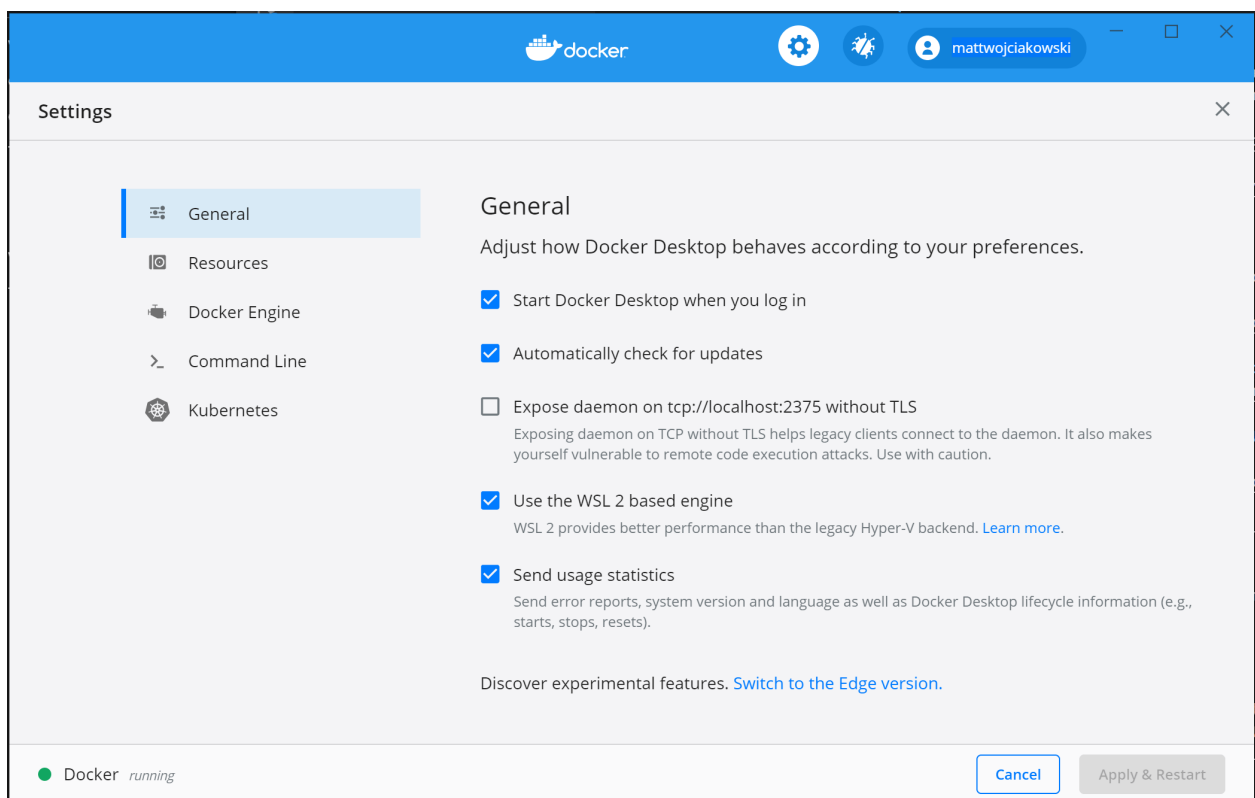 docker
mattwojciakowski
Settings
General
Resources
Docker Engine
Command Line
Kubernetes
General
Adjust how Docker Desktop behaves according to your preferences.
Start Docker Desktop when you log in
Automatically check for updates
Expose daemon on tcp://localhost:2375 without TLS
Exposing daemon on TCP without TLS helps legacy clients connect to the daemon. It also makes
yourself vulnerable to remote code execution attacks. Use with caution.
Use the WSL 2 based engine
WSL 2 provides better performance than the legacy Hyper-V backend. Learn more.
Send usage statistics
Send error reports, system version and language as well as Docker Desktop lifecycle information (e.g.,
starts, stops, resets).
Discover experimental features. Switch to the Edge version.
Docker running
Cancel
Apply & Restart